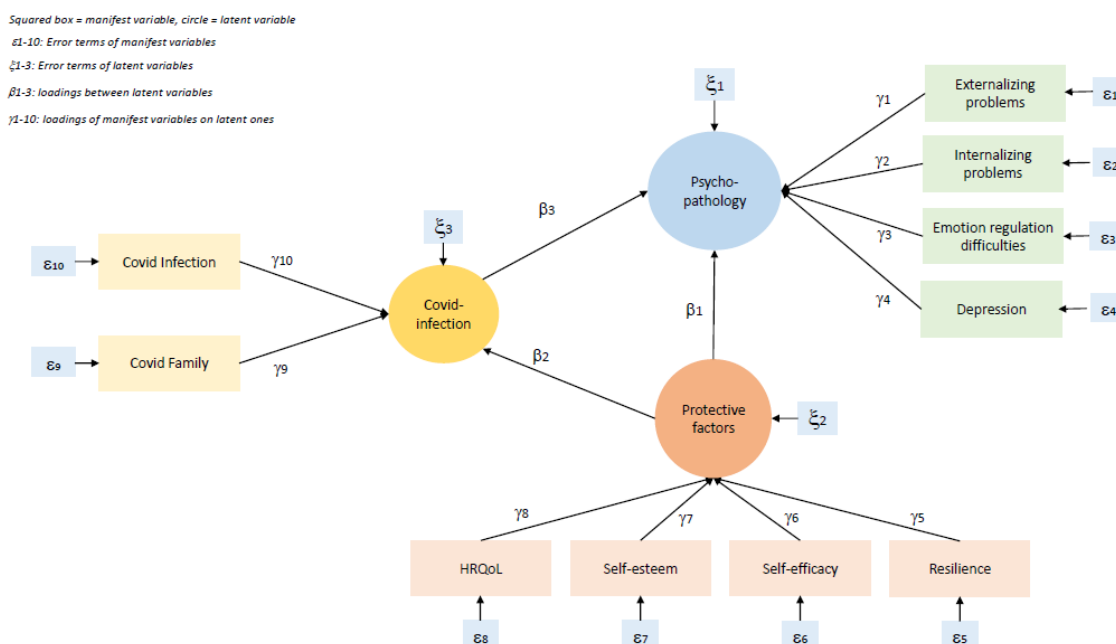 Squared box = manifest variable, circle = latent variable
ε1-10: Error terms of manifest variables
ξ1-3: Error terms of latent variables
β1-3: loadings between latent variables
γ1-10: loadings of manifest variables on latent ones
ξ1
Externalizing
problems
ε1
γ1
Internalizing
problems
ε2
γ2
Psycho-
pathology
β3
Emotion regulation
difficulties
ε3
γ3
ξ3
ε10
Covid Infection
γ10
Covid-
infection
β1
γ4
Depression
ε4
β2
ε9
Covid Family
γ9
Protective
factors
ξ2
γ8
γ7
γ6
γ5
HRQoL
Self-esteem
Self-efficacy
Resilience
ε8
ε7
ε6
ε5